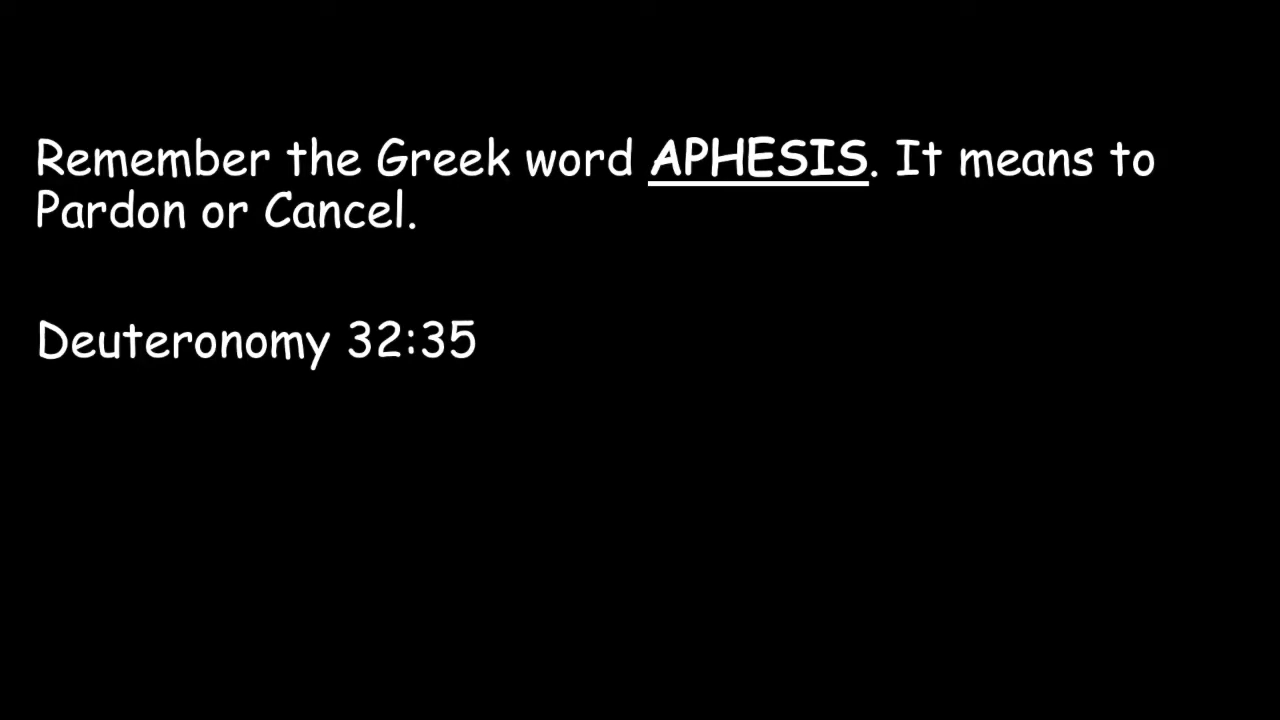 Remember the Greek word APHESIS. It means to
Pardon or Cancel.
Deuteronomy 32:35